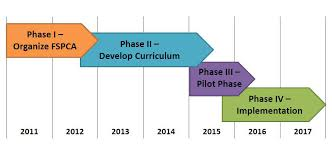 Phase I –
Organize FSPCA
Phase II –
Develop Curriculum
Phase III –
Pilot Phase
Phase IV –
Implementation
2011 2012 2013 2014 2015 2016 2017